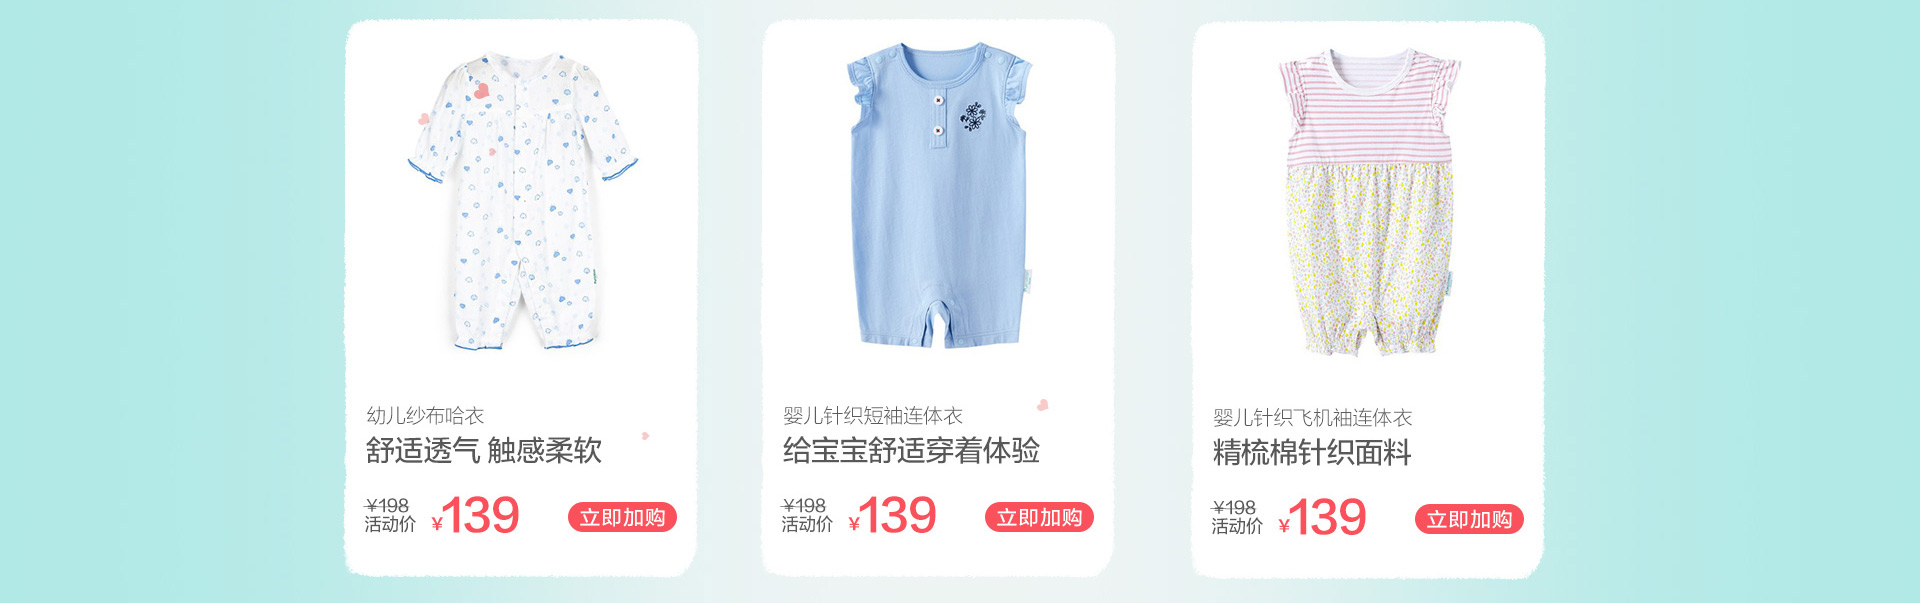 幼儿纱布哈衣
舒适透气 触感柔软
¥198
活动价 ¥139 立即加购
婴儿针织短袖连体衣
给宝宝舒适穿着体验
¥198
活动价 ¥139 立即加购
婴儿针织飞机袖连体衣
精梳棉针织面料
¥198
活动价 ¥139 立即加购